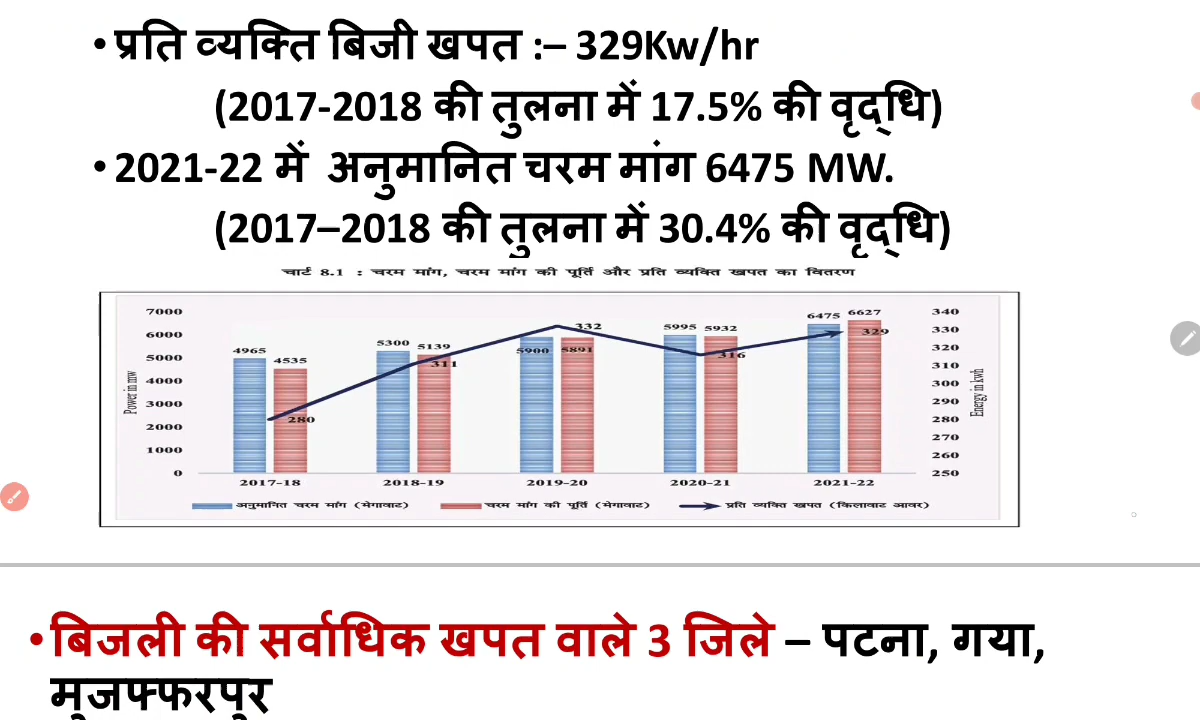 • प्रति व्यक्ति बिजी खपत :– 329Kw/hr
(2017-2018 की तुलना में 17.5% की वृद्धि)
• 2021-22 में अनुमानित चरम मांग 6475 MW.
(2017–2018 की तुलना में 30.4% की वृद्धि)
चार्ट 8.1 : चरम मांग, चरम मांग की पूर्ति और प्रति व्यक्ति खपत का वितरण
Power in mw
7000
6000
5000
4000
3000
2000
1000
0
4965 4535
280
5300 5139
311
5900 5891
332
5995 5932
316
6475 6627
329
340
330
320
310
300
290
280
270
260
250
Energy in kwh
2017-18 2018-19 2019-20 2020-21 2021-22
अनुमानित चरम मांग (मेगावाट) चरम मांग की पूर्ति (मेगावाट) प्रति व्यक्ति खपत (किलावाट आवर)
• बिजली की सर्वाधिक खपत वाले 3 जिले – पटना, गया,
मुजफ्फरपुर